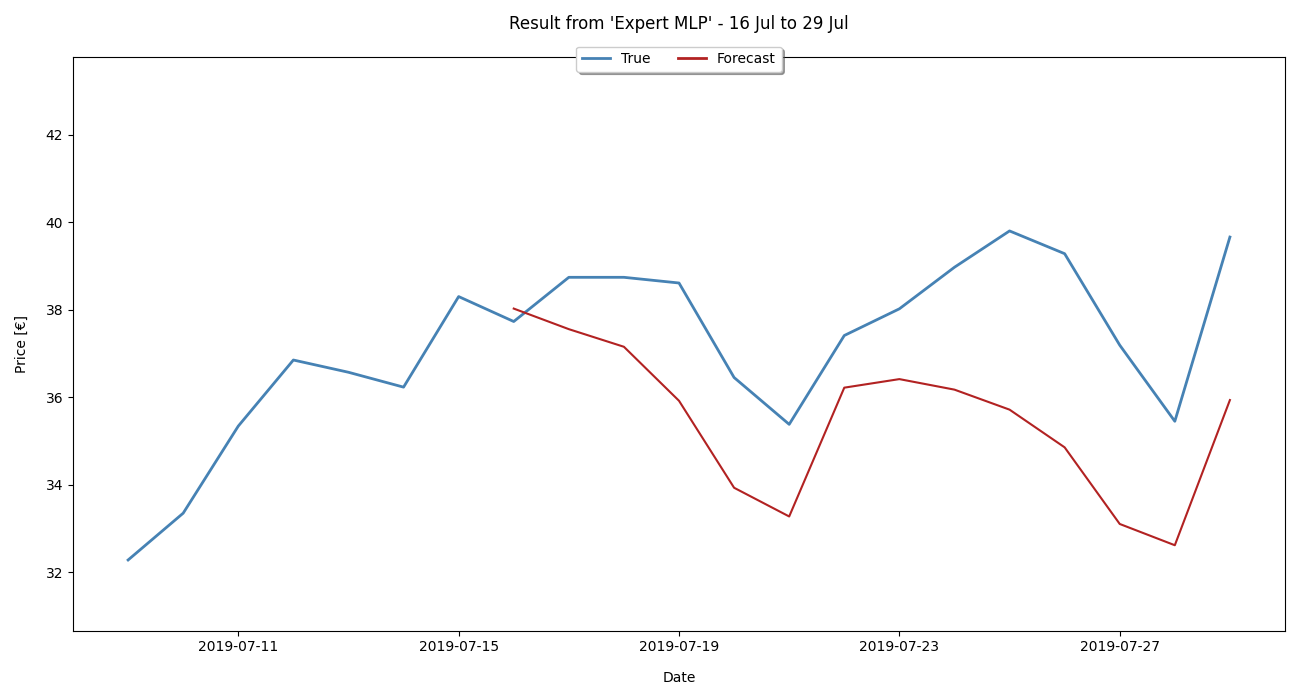 Result from 'Expert MLP' - 16 Jul to 29 Jul
True Forecast
Price [€]
42
40
38
36
34
32
2019-07-11 2019-07-15 2019-07-19 2019-07-23 2019-07-27
Date